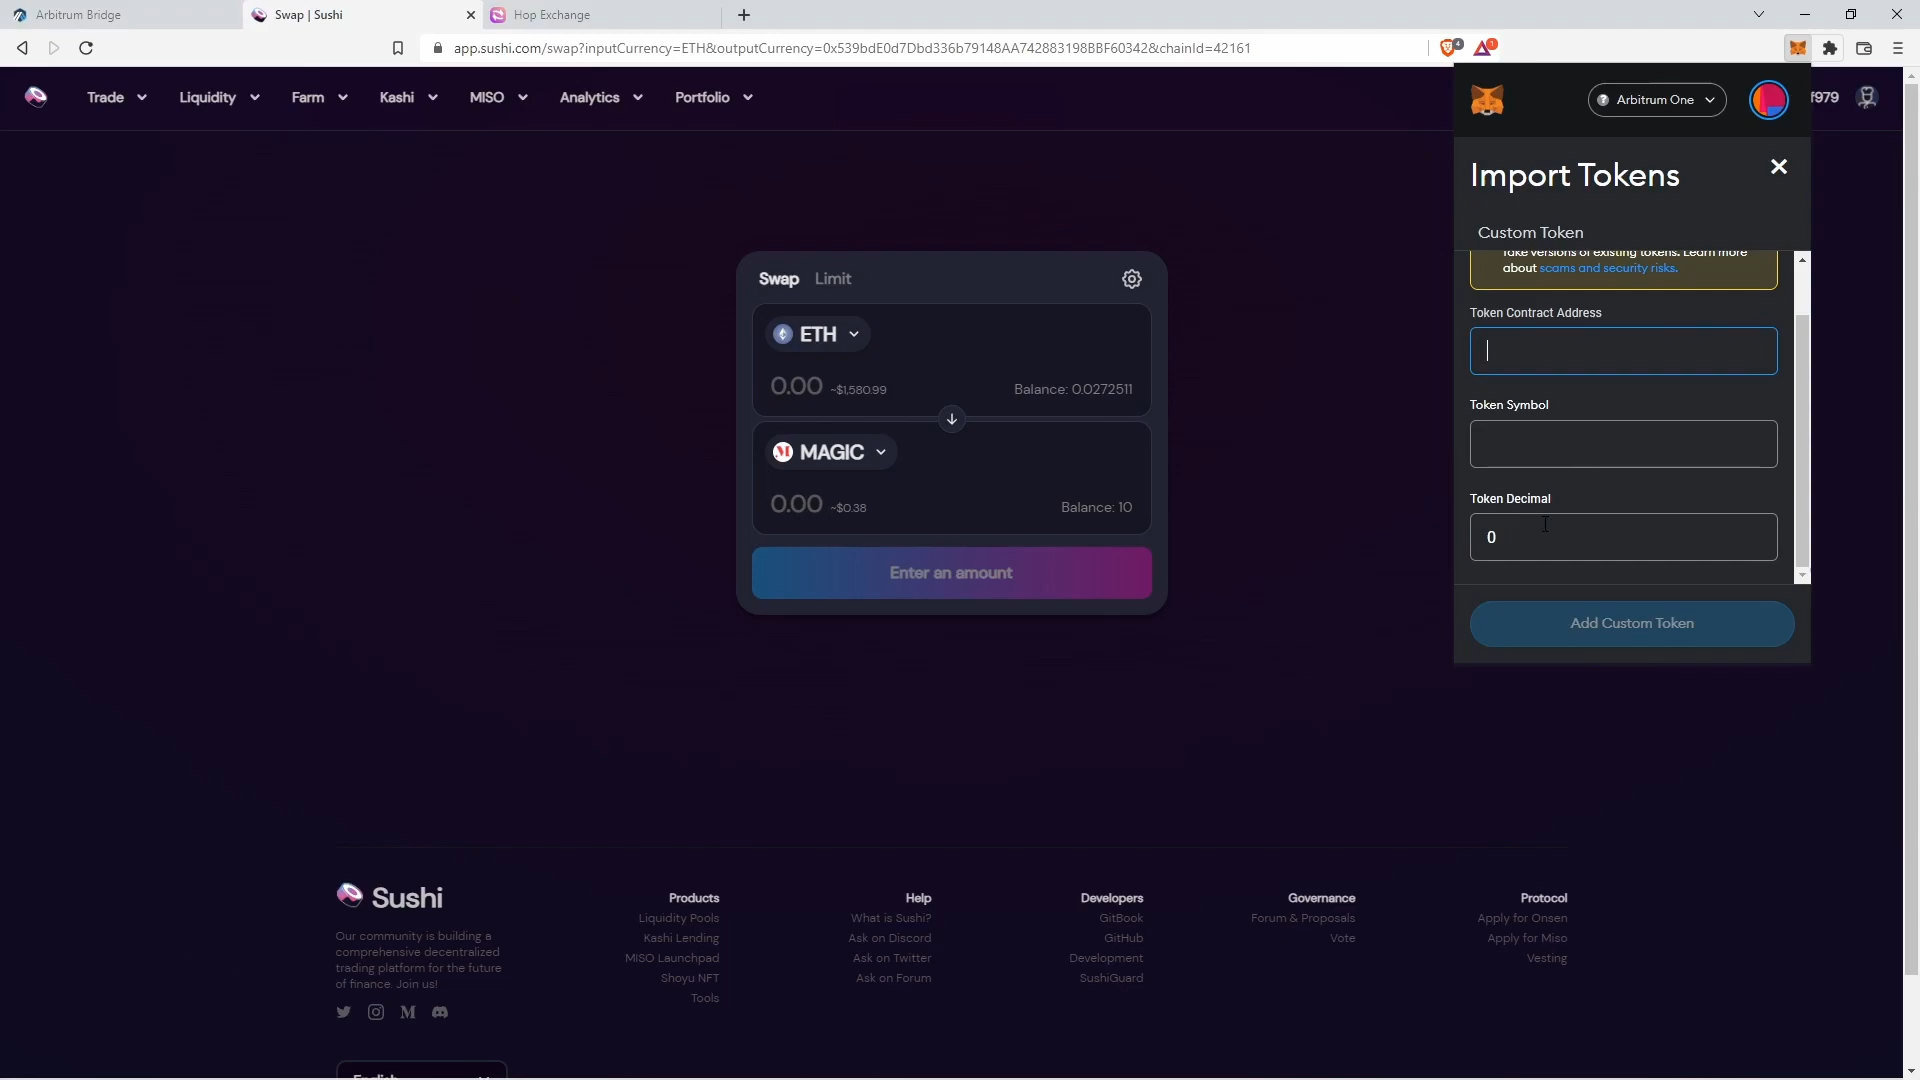 Arbitrum Bridge
Swap | Sushi
Hop Exchange
app.sushi.com/swap?inputCurrency=ETH&outputCurrency=0x539bdE0d7Dbd336b79148AA742883198BBF60342&chainId=42161
4
1
Trade
Liquidity
Farm
Kashi
MISO
Analytics
Portfolio
Arbitrum One
f979
Import Tokens
Custom Token
fake versions of existing tokens. Learn more
about scams and security risks.
Token Contract Address
Token Symbol
Token Decimal
0
Add Custom Token
Swap Limit
ETH
0.00 ~$1,580.99 Balance: 0.0272511
MAGIC
0.00 ~$0.38 Balance: 10
Enter an amount
Sushi
Our community is building a
comprehensive decentralized
trading platform for the future
of finance. Join us!
Products
Liquidity Pools
Kashi Lending
MISO Launchpad
Shoyu NFT
Tools
Help
What is Sushi?
Ask on Discord
Ask on Twitter
Ask on Forum
Developers
GitBook
GitHub
Development
SushiGuard
Governance
Forum & Proposals
Vote
Protocol
Apply for Onsen
Apply for Miso
Vesting
English